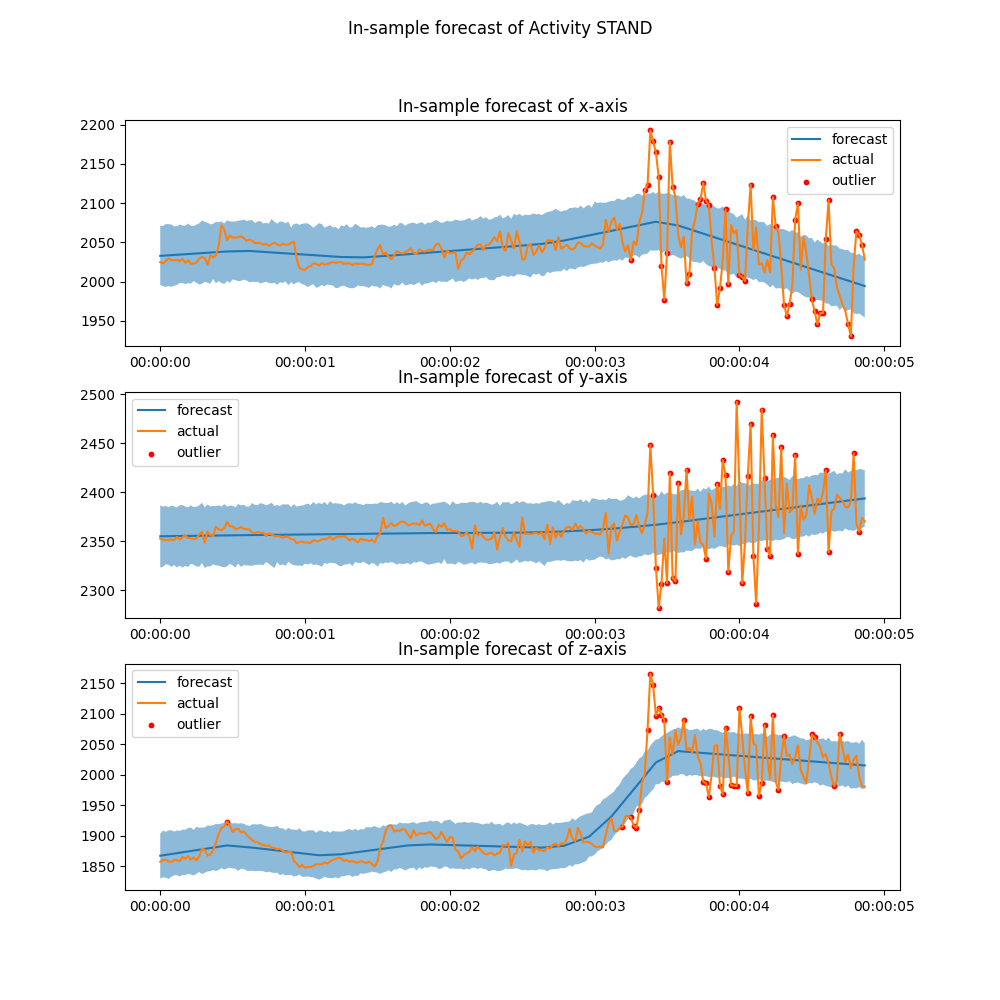 In-sample forecast of Activity STAND
In-sample forecast of x-axis
2200
2150
2100
2050
2000
1950
forecast
actual
outlier
00:00:00 00:00:01 00:00:02 00:00:03 00:00:04 00:00:05
In-sample forecast of y-axis
2500
2450
2400
2350
2300
forecast
actual
outlier
00:00:00 00:00:01 00:00:02 00:00:03 00:00:04 00:00:05
In-sample forecast of z-axis
2150
2100
2050
2000
1950
1900
1850
forecast
actual
outlier
00:00:00 00:00:01 00:00:02 00:00:03 00:00:04 00:00:05